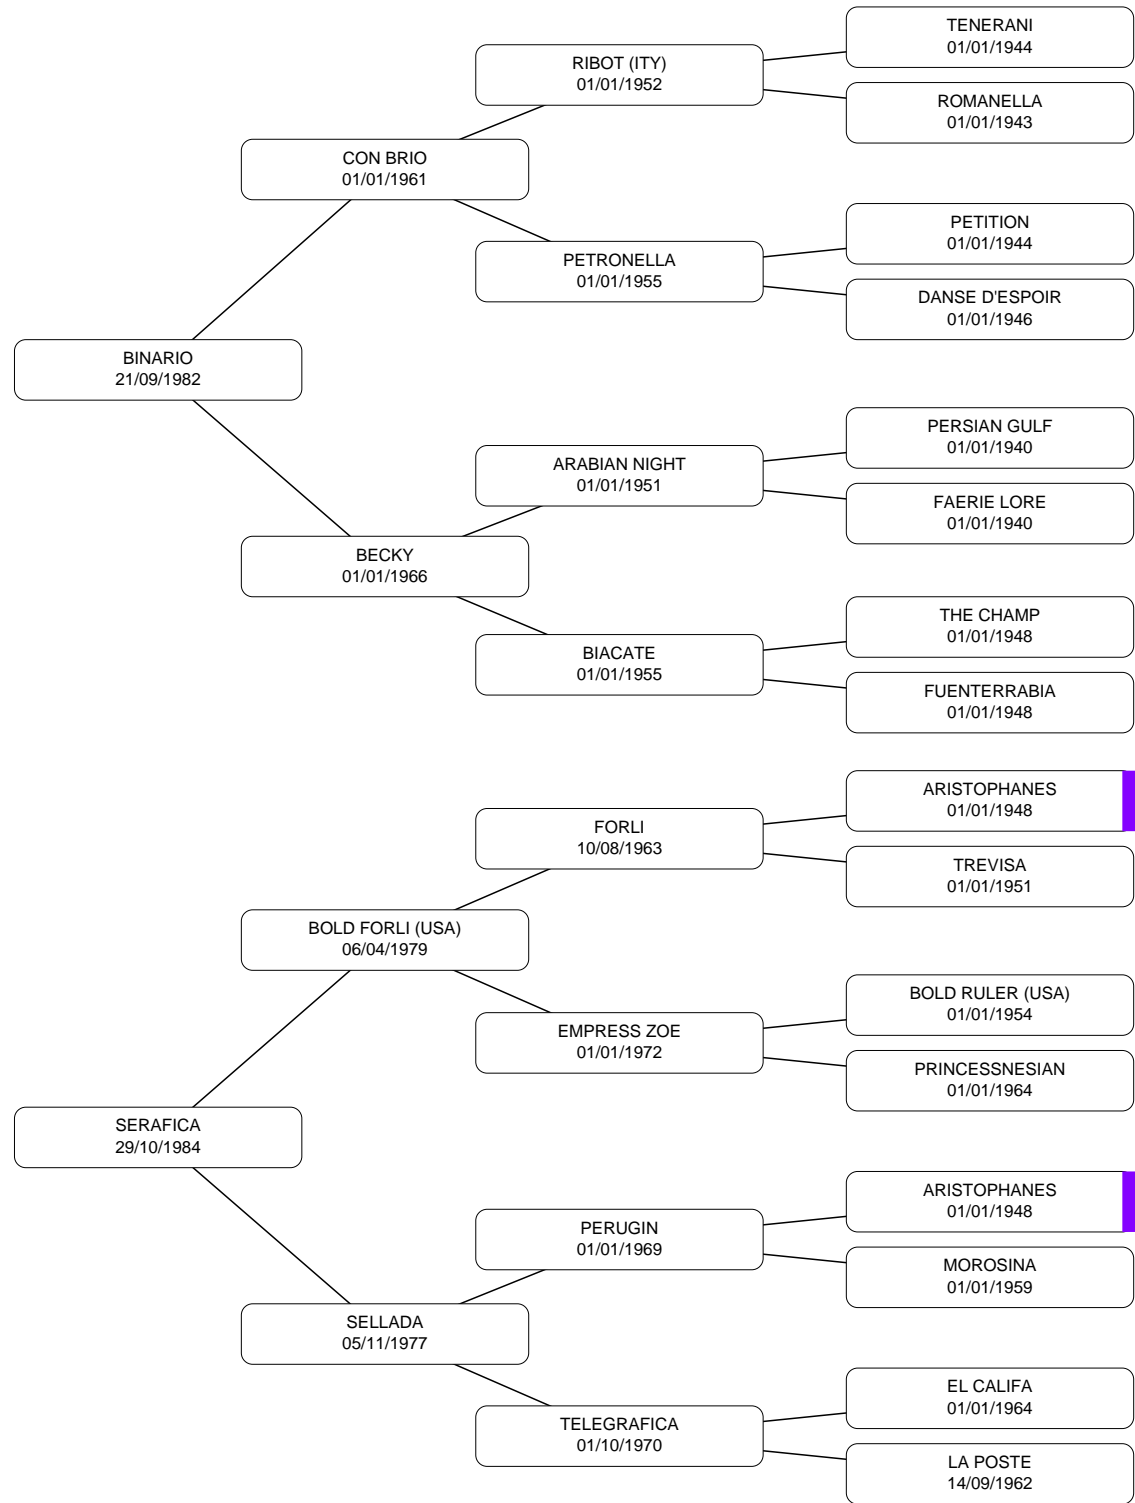 TENERANI
01/01/1944
RIBOT (ITY)
01/01/1952
ROMANELLA
01/01/1943
CON BRIO
01/01/1961
PETITION
01/01/1944
PETRONELLA
01/01/1955
DANSE D'ESPOIR
01/01/1946
BINARIO
21/09/1982
PERSIAN GULF
01/01/1940
ARABIAN NIGHT
01/01/1951
FAERIE LORE
01/01/1940
BECKY
01/01/1966
THE CHAMP
01/01/1948
BIACATE
01/01/1955
FUENTERRABIA
01/01/1948
ARISTOPHANES
01/01/1948
FORLI
10/08/1963
TREVISA
01/01/1951
BOLD FORLI (USA)
06/04/1979
BOLD RULER (USA)
01/01/1954
EMPRESS ZOE
01/01/1972
PRINCESSNESIAN
01/01/1964
SERAFICA
29/10/1984
ARISTOPHANES
01/01/1948
PERUGIN
01/01/1969
MOROSINA
01/01/1959
SELLADA
05/11/1977
EL CALIFA
01/01/1964
TELEGRAFICA
01/10/1970
LA POSTE
14/09/1962